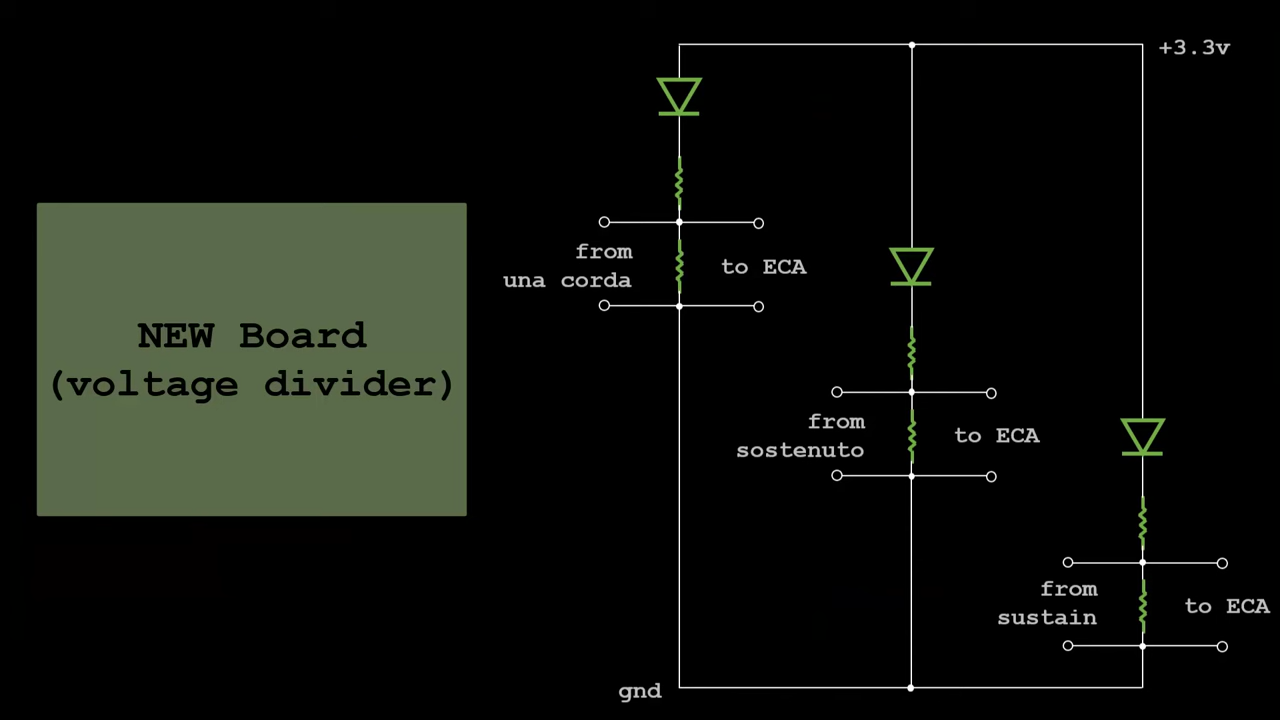 NEW Board
(voltage divider)
+3.3v
from
una corda
to ECA
from
sostenuto
to ECA
from
sustain
to ECA
gnd